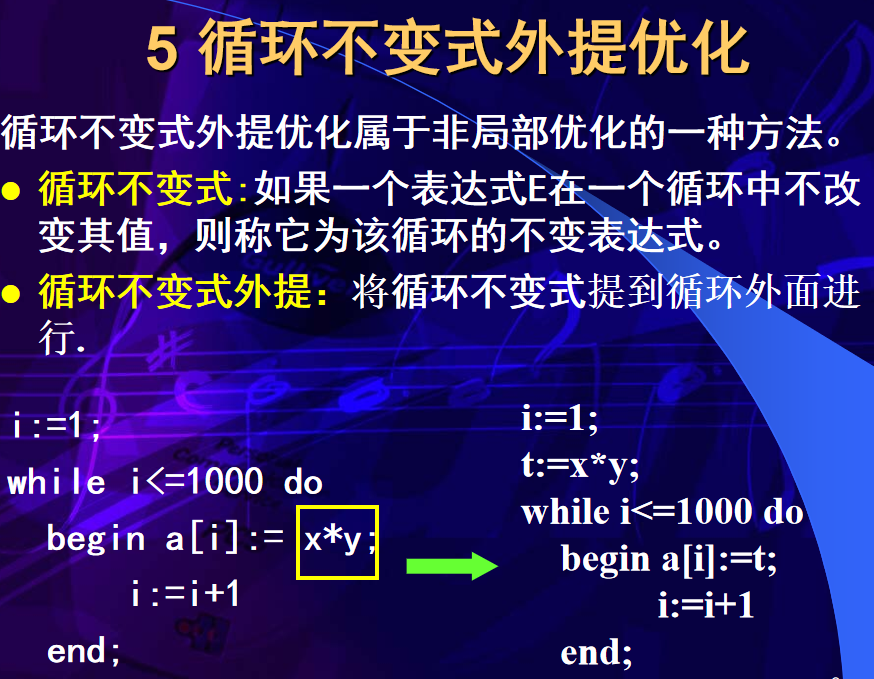 5 循环不变式外提优化
循环不变式外提优化属于非局部优化的一种方法。
循环不变式:如果一个表达式E在一个循环中不改
变其值，则称它为该循环的不变表达式。
循环不变式外提：将循环不变式提到循环外面进
行.
i:=1;
while i<=1000 do
begin a[i]:= x*y;
i:=i+1
end;
i:=1;
t:=x*y;
while i<=1000 do
begin a[i]:=t;
i:=i+1
end;